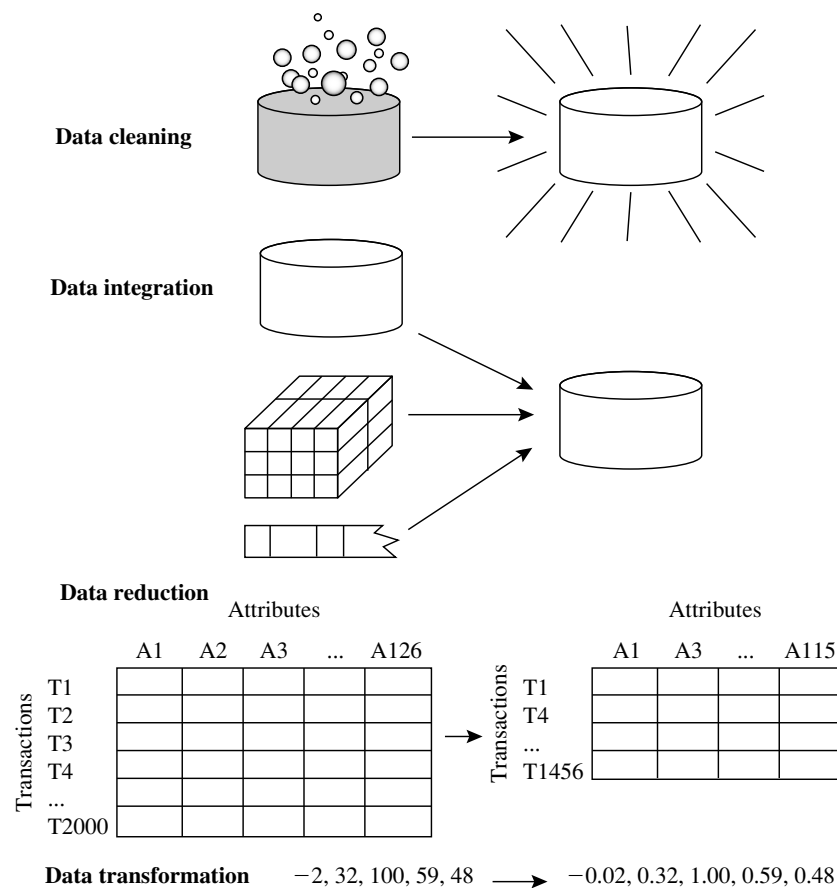 Data cleaning
Data integration
Data reduction
Attributes
A1 A2 A3 ... A126
Transactions
T1
T2
T3
T4
...
T2000
Attributes
A1 A3 ... A115
Transactions
T1
T4
...
T1456
Data transformation −2, 32, 100, 59, 48 −0.02, 0.32, 1.00, 0.59, 0.48